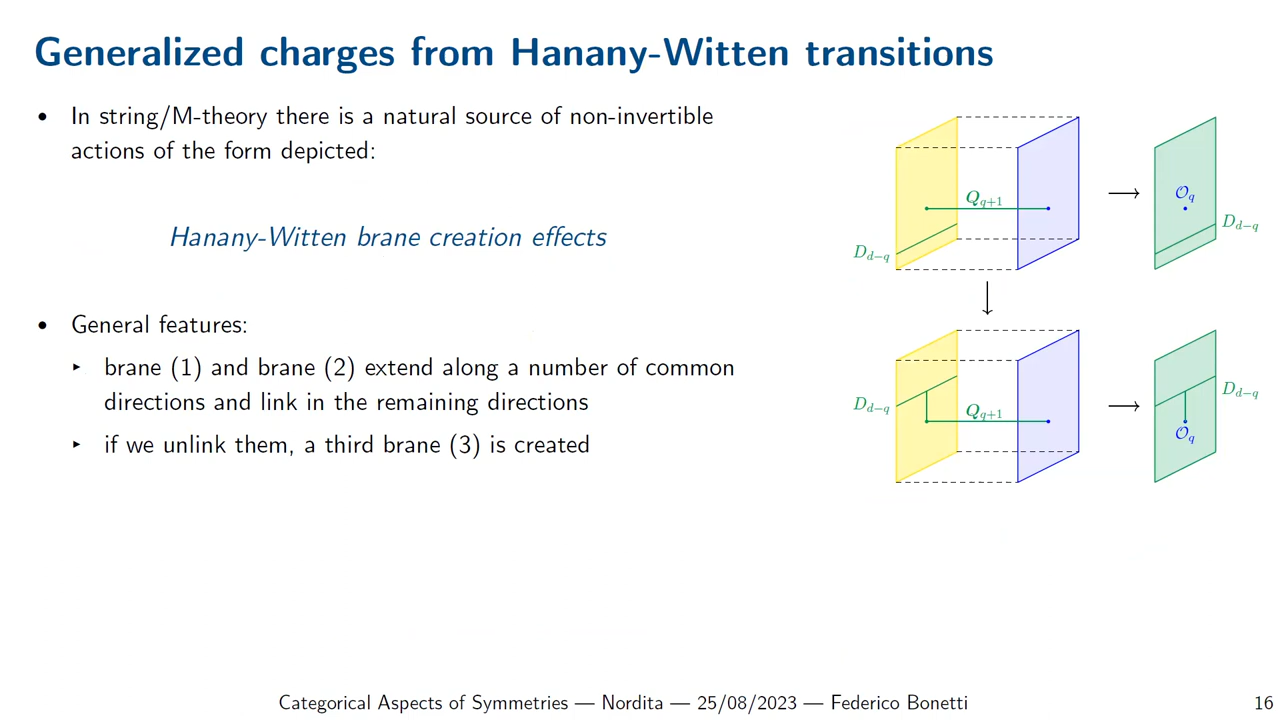 Generalized charges from Hanany-Witten transitions
• In string/M-theory there is a natural source of non-invertible
actions of the form depicted:
Hanany-Witten brane creation effects
• General features:
‣ brane (1) and brane (2) extend along a number of common
directions and link in the remaining directions
‣ if we unlink them, a third brane (3) is created
Q_{q+1}
D_{d−q}
⟶
𝒪_q
D_{d−q}
↓
D_{d−q}
Q_{q+1}
⟶
D_{d−q}
𝒪_q
Categorical Aspects of Symmetries — Nordita — 25/08/2023 — Federico Bonetti
16